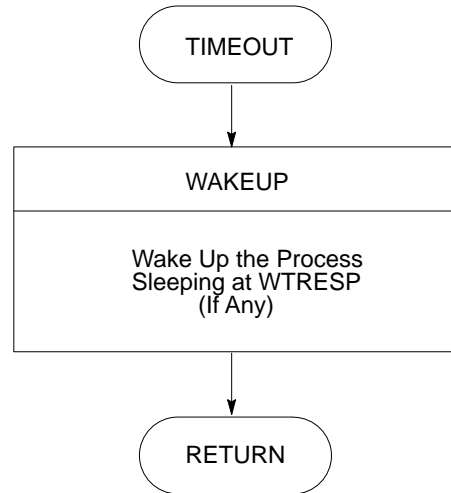 TIMEOUT
WAKEUP
Wake Up the Process
Sleeping at WTRESP
(If Any)
RETURN